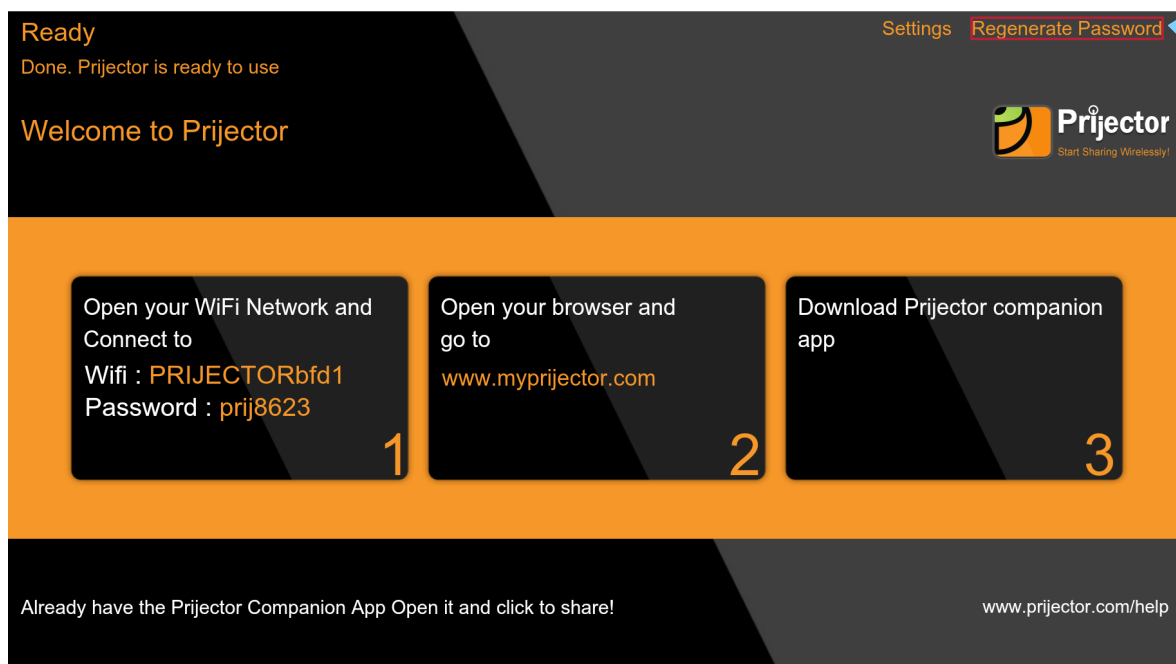 Ready
Settings
Regenerate Password
Done. Prijector is ready to use
Welcome to Prijector
Prijector
Start Sharing Wirelessly!
Open your WiFi Network and
Connect to
Wifi : PRIJECTORbfd1
Password : prij8623
1
Open your browser and
go to
www.myprijector.com
2
Download Prijector companion
app
3
Already have the Prijector Companion App Open it and click to share!
www.prijector.com/help